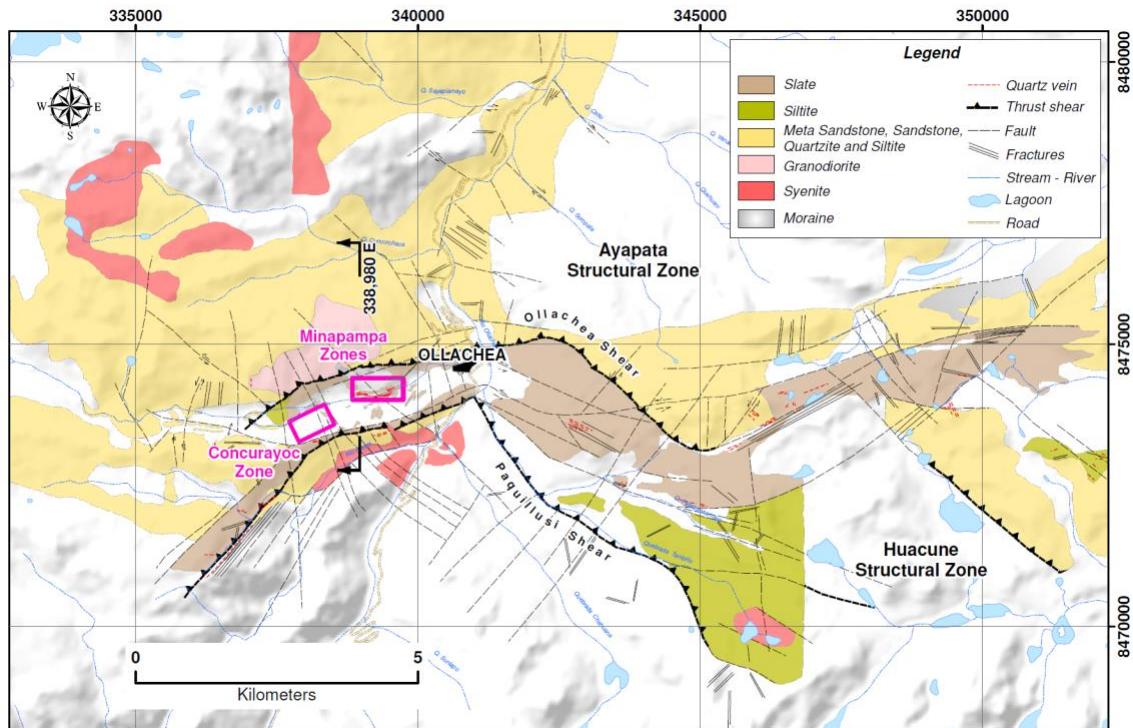 335000
340000
345000
350000
8480000
8475000
8470000
N
W
E
S
Legend
Slate
Siltite
Meta Sandstone, Sandstone,
Quartzite and Siltite
Granodiorite
Syenite
Moraine
Quartz vein
Thrust shear
Fault
Fractures
Stream - River
Lagoon
Road
Ayapata
Structural Zone
338,980 E
Minapampa
Zones
OLLACHEA
Ollachea Shear
Concurayoc
Zone
Paquillusi Shear
Huacune
Structural Zone
0
5
Kilometers